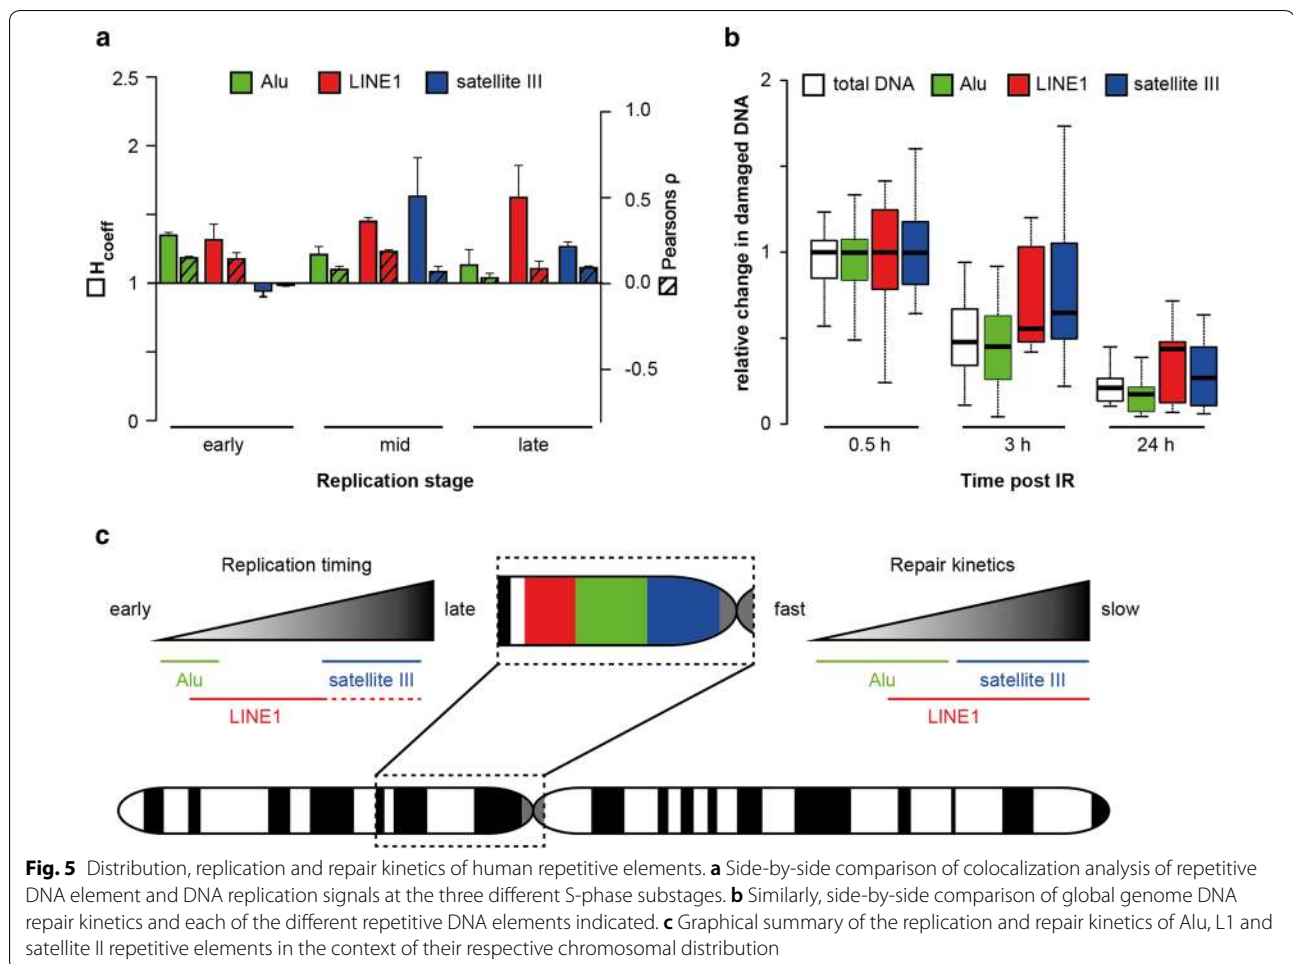 a
2.5
2
1.5
1
0
Alu
LINE1
satellite III
1.0
0.5
0.0
-0.5
H coeff
Pearsons ρ
early
mid
late
Replication stage
b
2
1
0
total DNA
Alu
LINE1
satellite III
relative change in damaged DNA
0.5 h
3 h
24 h
Time post IR
c
Replication timing
early
late
Alu
satellite III
LINE1
Repair kinetics
fast
slow
Alu
satellite III
LINE1
Fig. 5 Distribution, replication and repair kinetics of human repetitive elements. a Side-by-side comparison of colocalization analysis of repetitive
DNA element and DNA replication signals at the three different S-phase substages. b Similarly, side-by-side comparison of global genome DNA
repair kinetics and each of the different repetitive DNA elements indicated. c Graphical summary of the replication and repair kinetics of Alu, L1 and
satellite II repetitive elements in the context of their respective chromosomal distribution